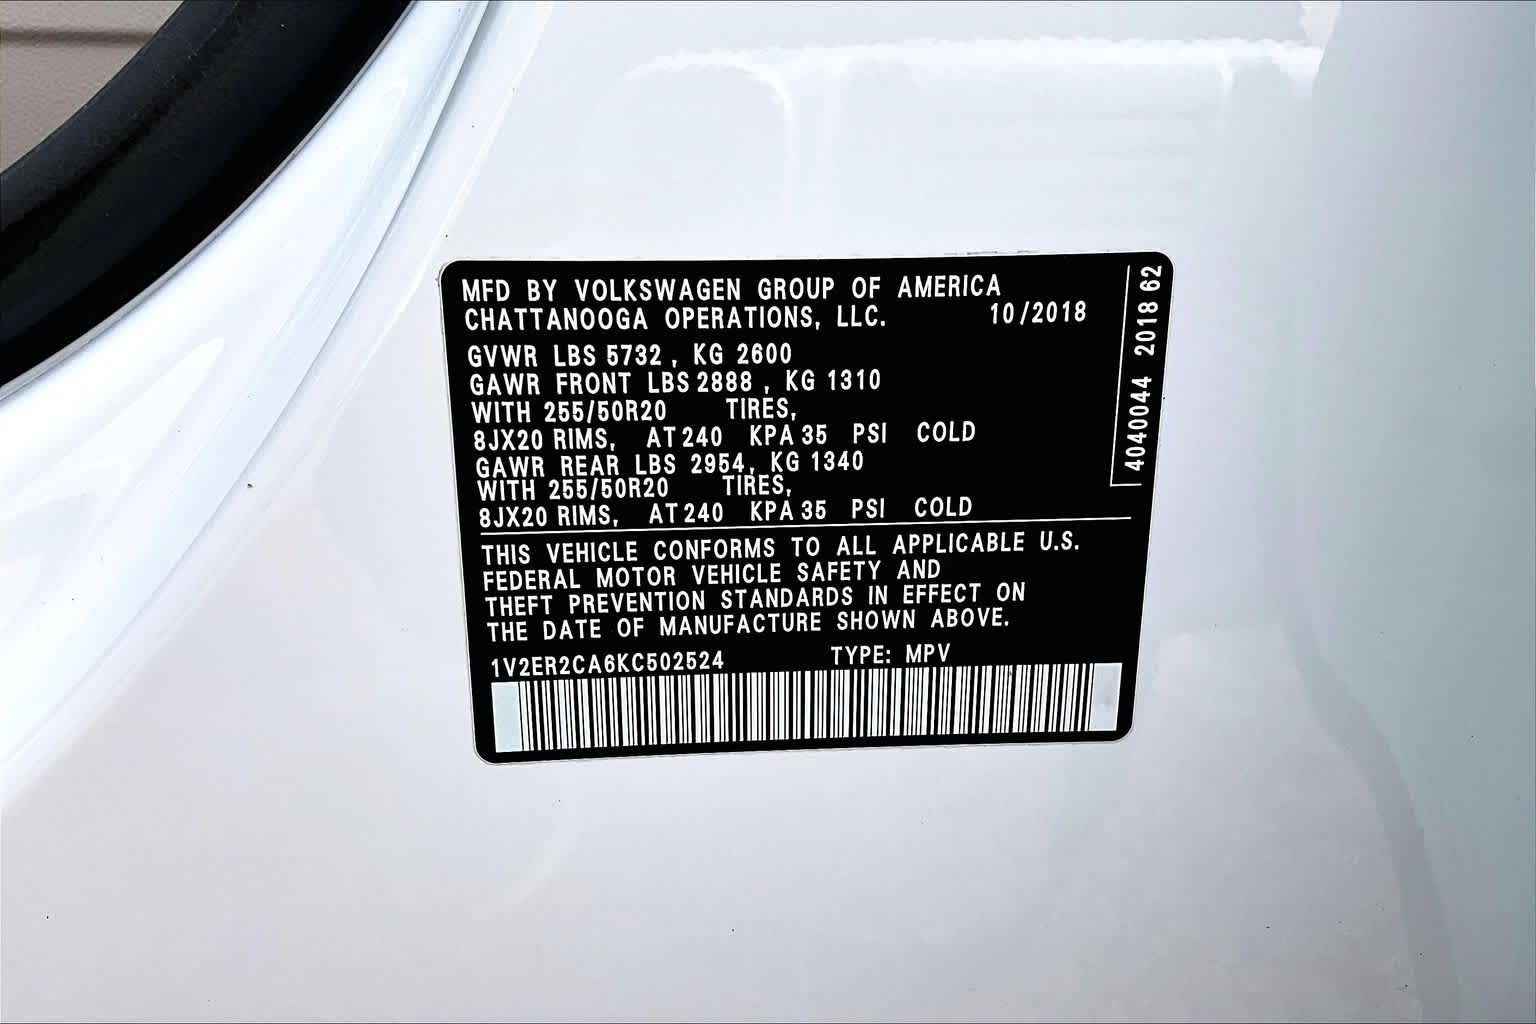 MFD BY VOLKSWAGEN GROUP OF AMERICA
CHATTANOOGA OPERATIONS, LLC. 10/2018
GVWR LBS 5732, KG 2600
GAWR FRONT LBS 2888, KG 1310
WITH 255/50R20 TIRES,
8JX20 RIMS, AT 240 KPA 35 PSI COLD
GAWR REAR LBS 2954, KG 1340
WITH 255/50R20 TIRES,
8JX20 RIMS, AT 240 KPA 35 PSI COLD
THIS VEHICLE CONFORMS TO ALL APPLICABLE U.S.
FEDERAL MOTOR VEHICLE SAFETY AND
THEFT PREVENTION STANDARDS IN EFFECT ON
THE DATE OF MANUFACTURE SHOWN ABOVE.
1V2ER2CA6KC502524 TYPE: MPV
4040044 2018 62